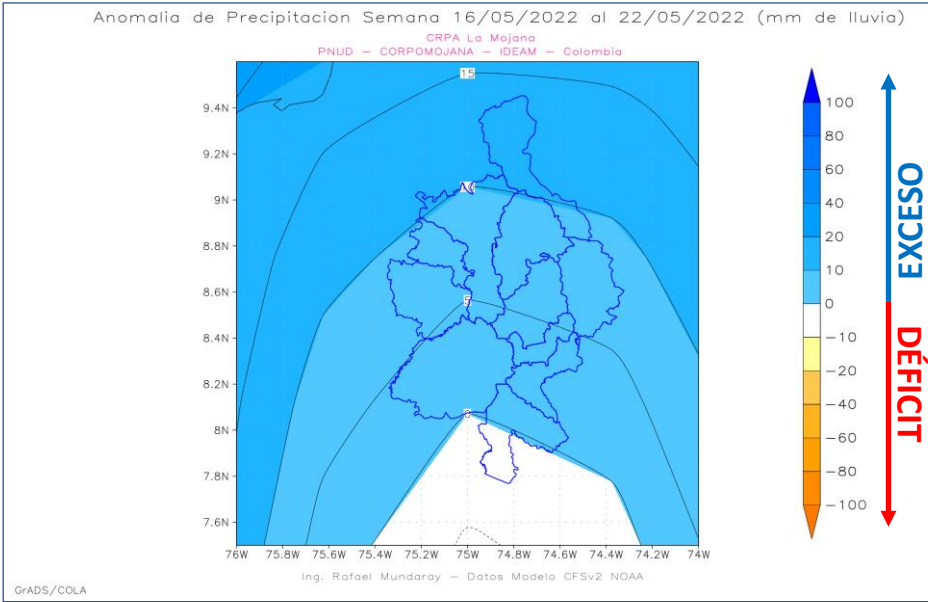 Anomalia de Precipitacion Semana 16/05/2022 al 22/05/2022 (mm de lluvia)
CRPA La Mojana
PNUD – CORPOMOJANA – IDEAM – Colombia
15
5
0
9.4N
9.2N
9N
8.8N
8.6N
8.4N
8.2N
8N
7.8N
7.6N
76W 75.8W 75.6W 75.4W 75.2W 75W 74.8W 74.6W 74.4W 74.2W 74W
100
80
60
40
20
10
0
−10
−20
−40
−60
−80
−100
EXCESO
DÉFICIT
Ing. Rafael Mundaray – Datos Modelo CFSv2 NOAA
GrADS/COLA